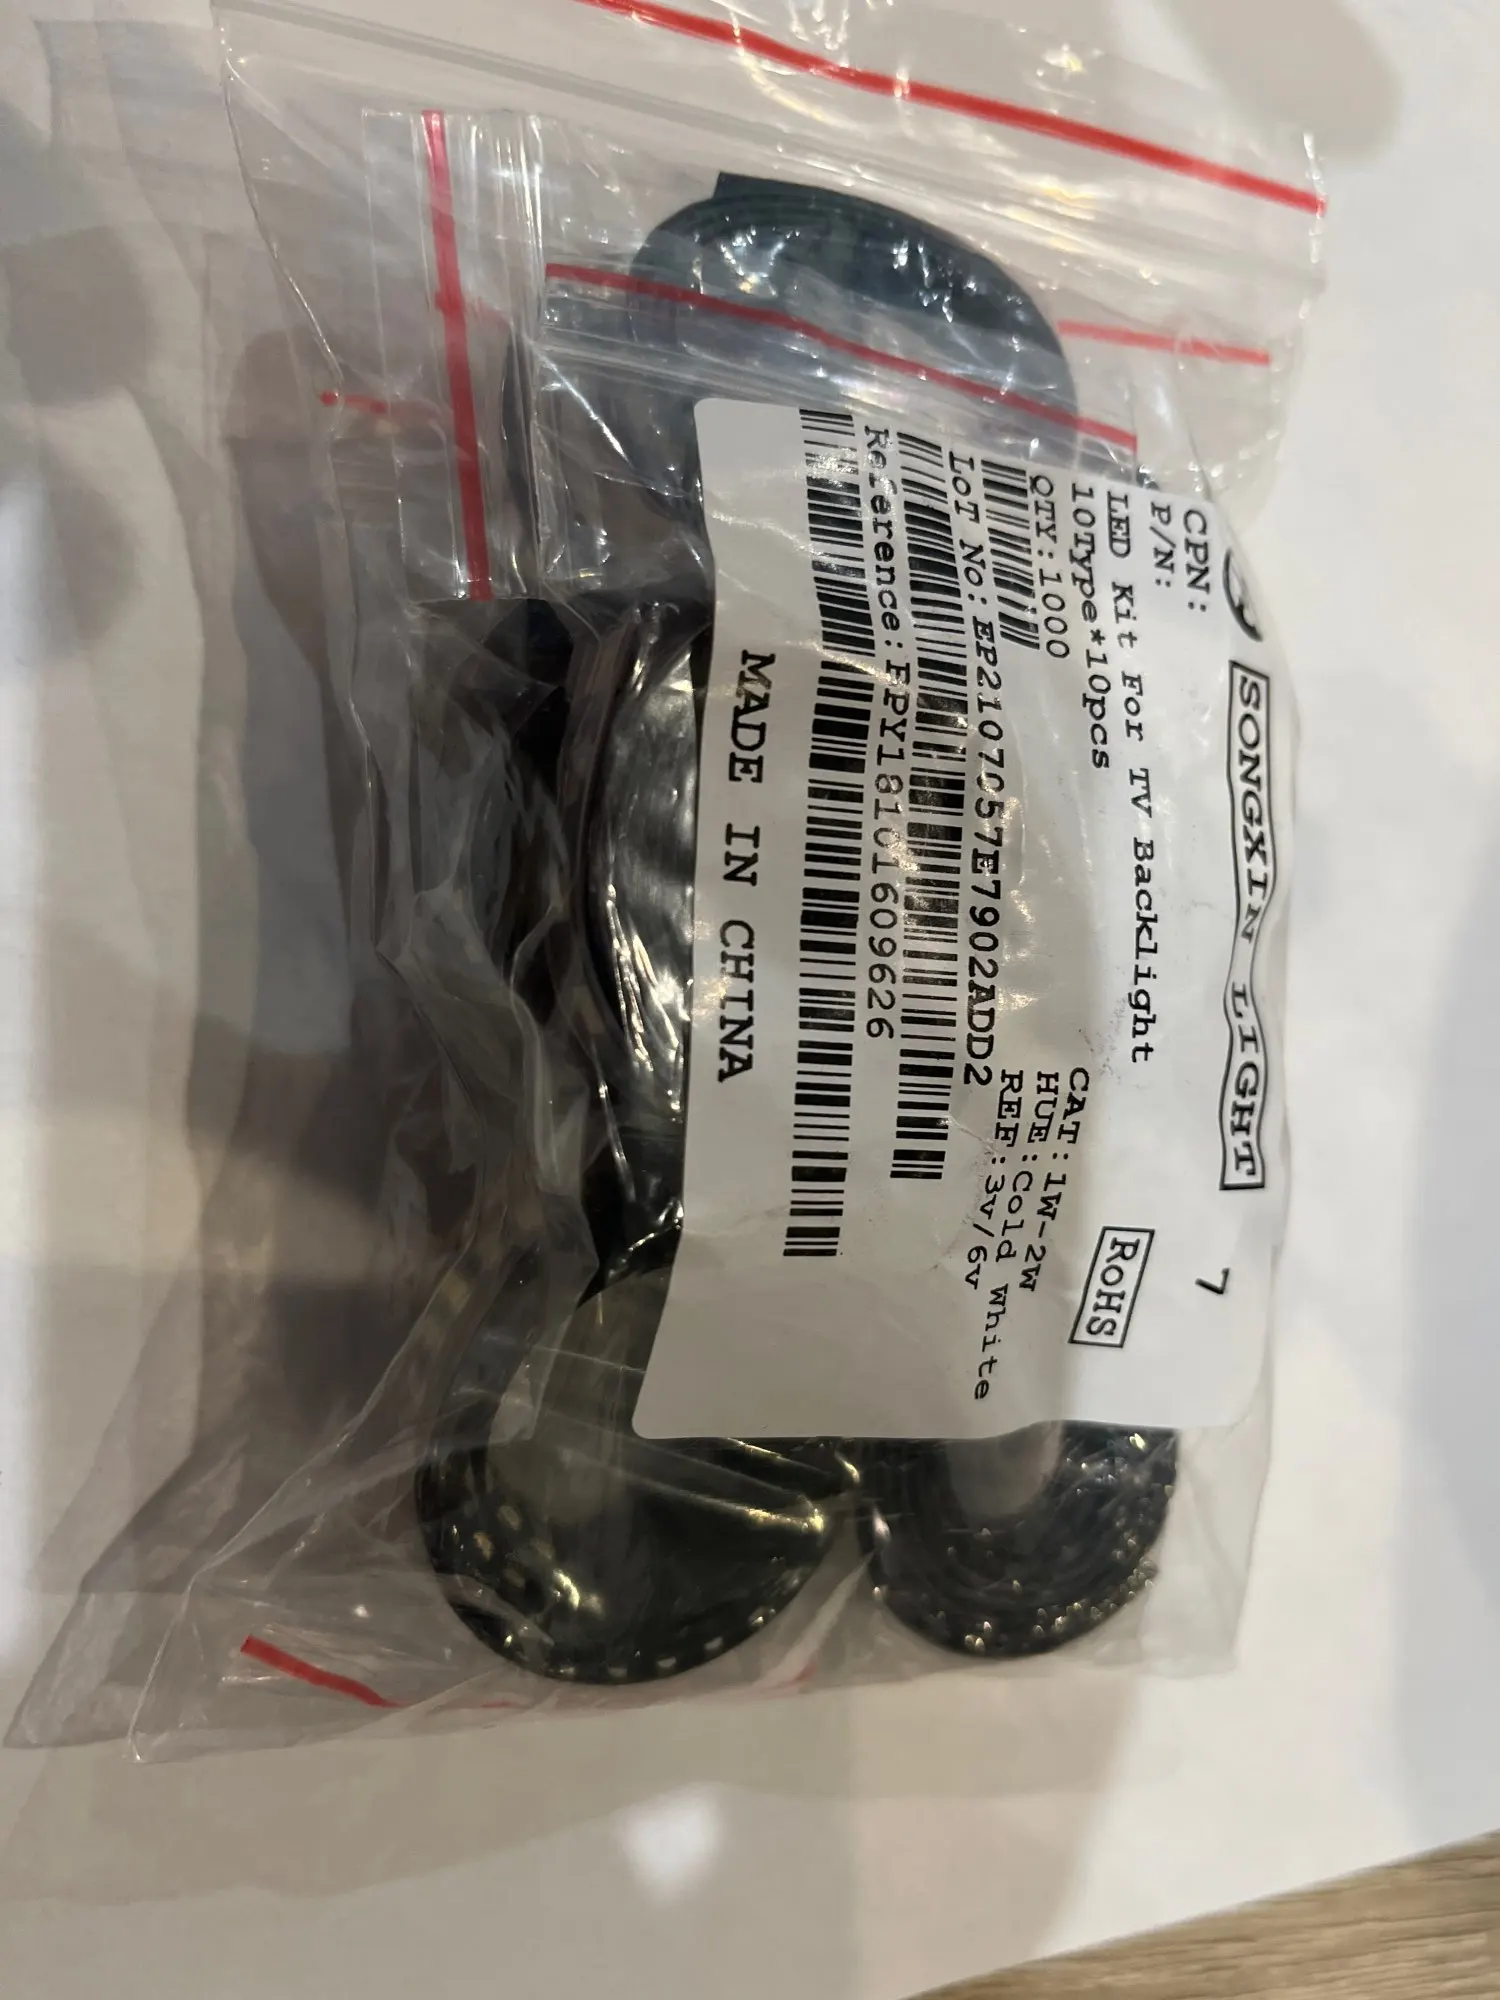 SONGXIN LIGHT
7
CPN:
P/N:
RoHS
LED Kit For TV Backlight
10Type*10pcs
CAT:1W-2W
QTY:1000
HUE:Cold White
REF:3v/6v
LoT No:EP2107057E7902ADD2
Reference:FPY18101609626
MADE IN CHINA